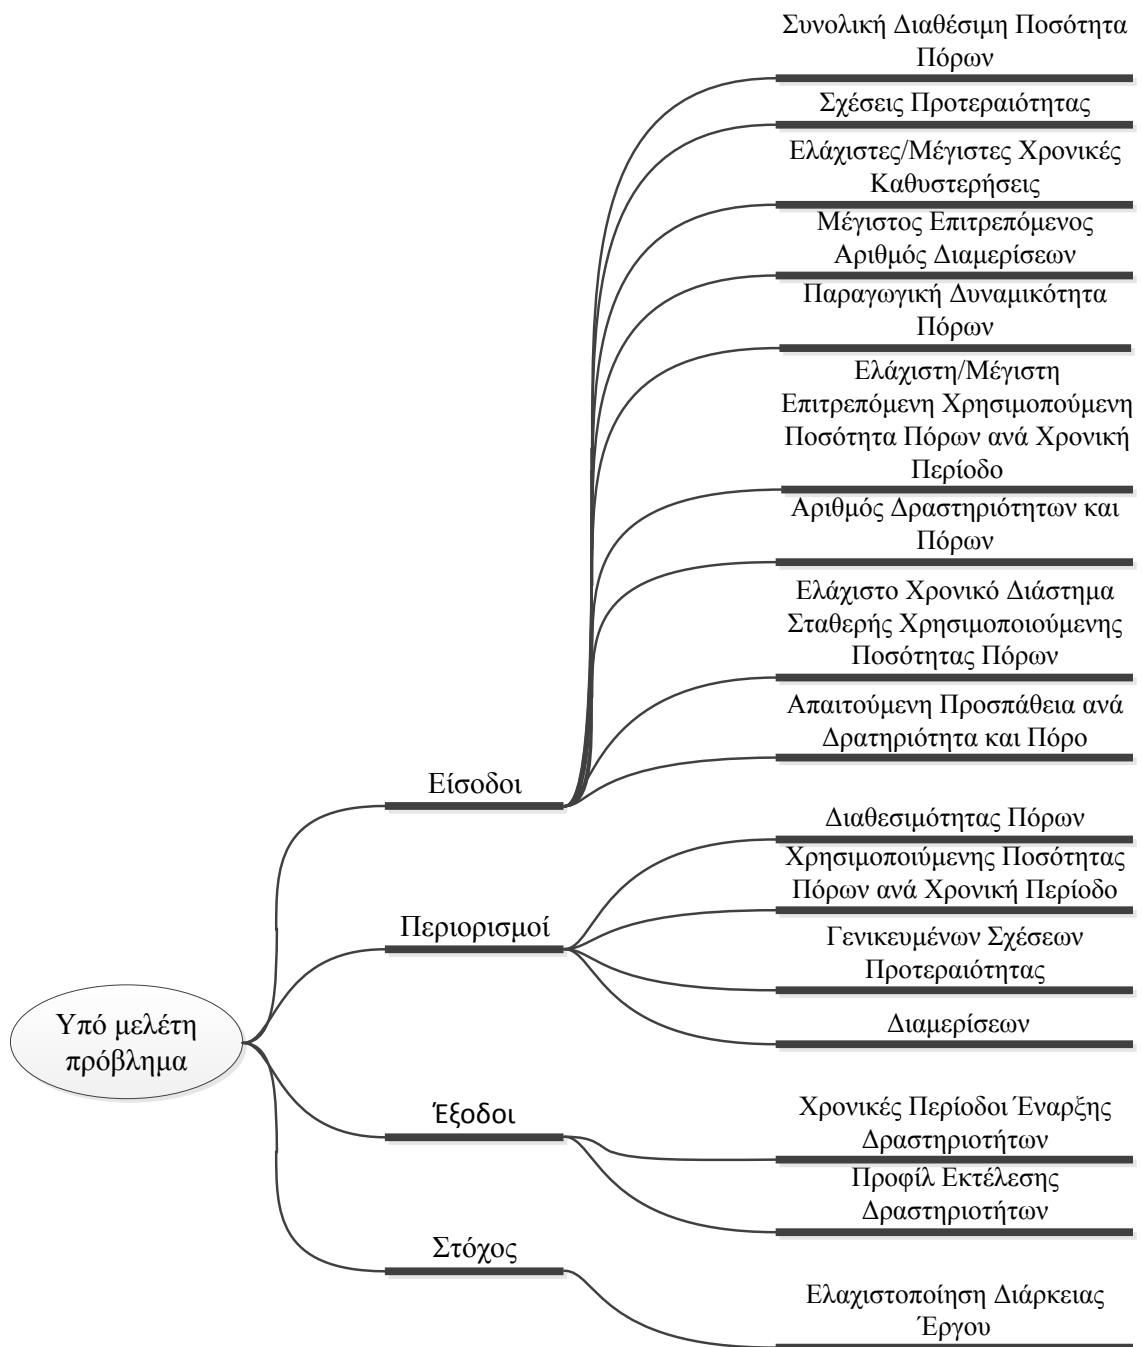 Συνολική Διαθέσιμη Ποσότητα
Πόρων
Σχέσεις Προτεραιότητας
Ελάχιστες/Μέγιστες Χρονικές
Καθυστερήσεις
Μέγιστος Επιτρεπόμενος
Αριθμός Διαμερίσεων
Παραγωγική Δυναμικότητα
Πόρων
Ελάχιστη/Μέγιστη
Επιτρεπόμενη Χρησιμοπούμενη
Ποσότητα Πόρων ανά Χρονική
Περίοδο
Αριθμός Δραστηριότητων και
Πόρων
Ελάχιστο Χρονικό Διάστημα
Σταθερής Χρησιμοποιούμενης
Ποσότητας Πόρων
Απαιτούμενη Προσπάθεια ανά
Δρατηριότητα και Πόρο
Είσοδοι
Διαθεσιμότητας Πόρων
Χρησιμοποιύμενης Ποσότητας
Πόρων ανά Χρονική Περίοδο
Περιορισμοί
Γενικευμένων Σχέσεων
Προτεραιότητας
Διαμερίσεων
Υπό μελέτη
πρόβλημα
Έξοδοι
Χρονικές Περίοδοι Έναρξης
Δραστηριοτήτων
Προφίλ Εκτέλεσης
Δραστηριοτήτων
Στόχος
Ελαχιστοποίηση Διάρκειας
Έργου